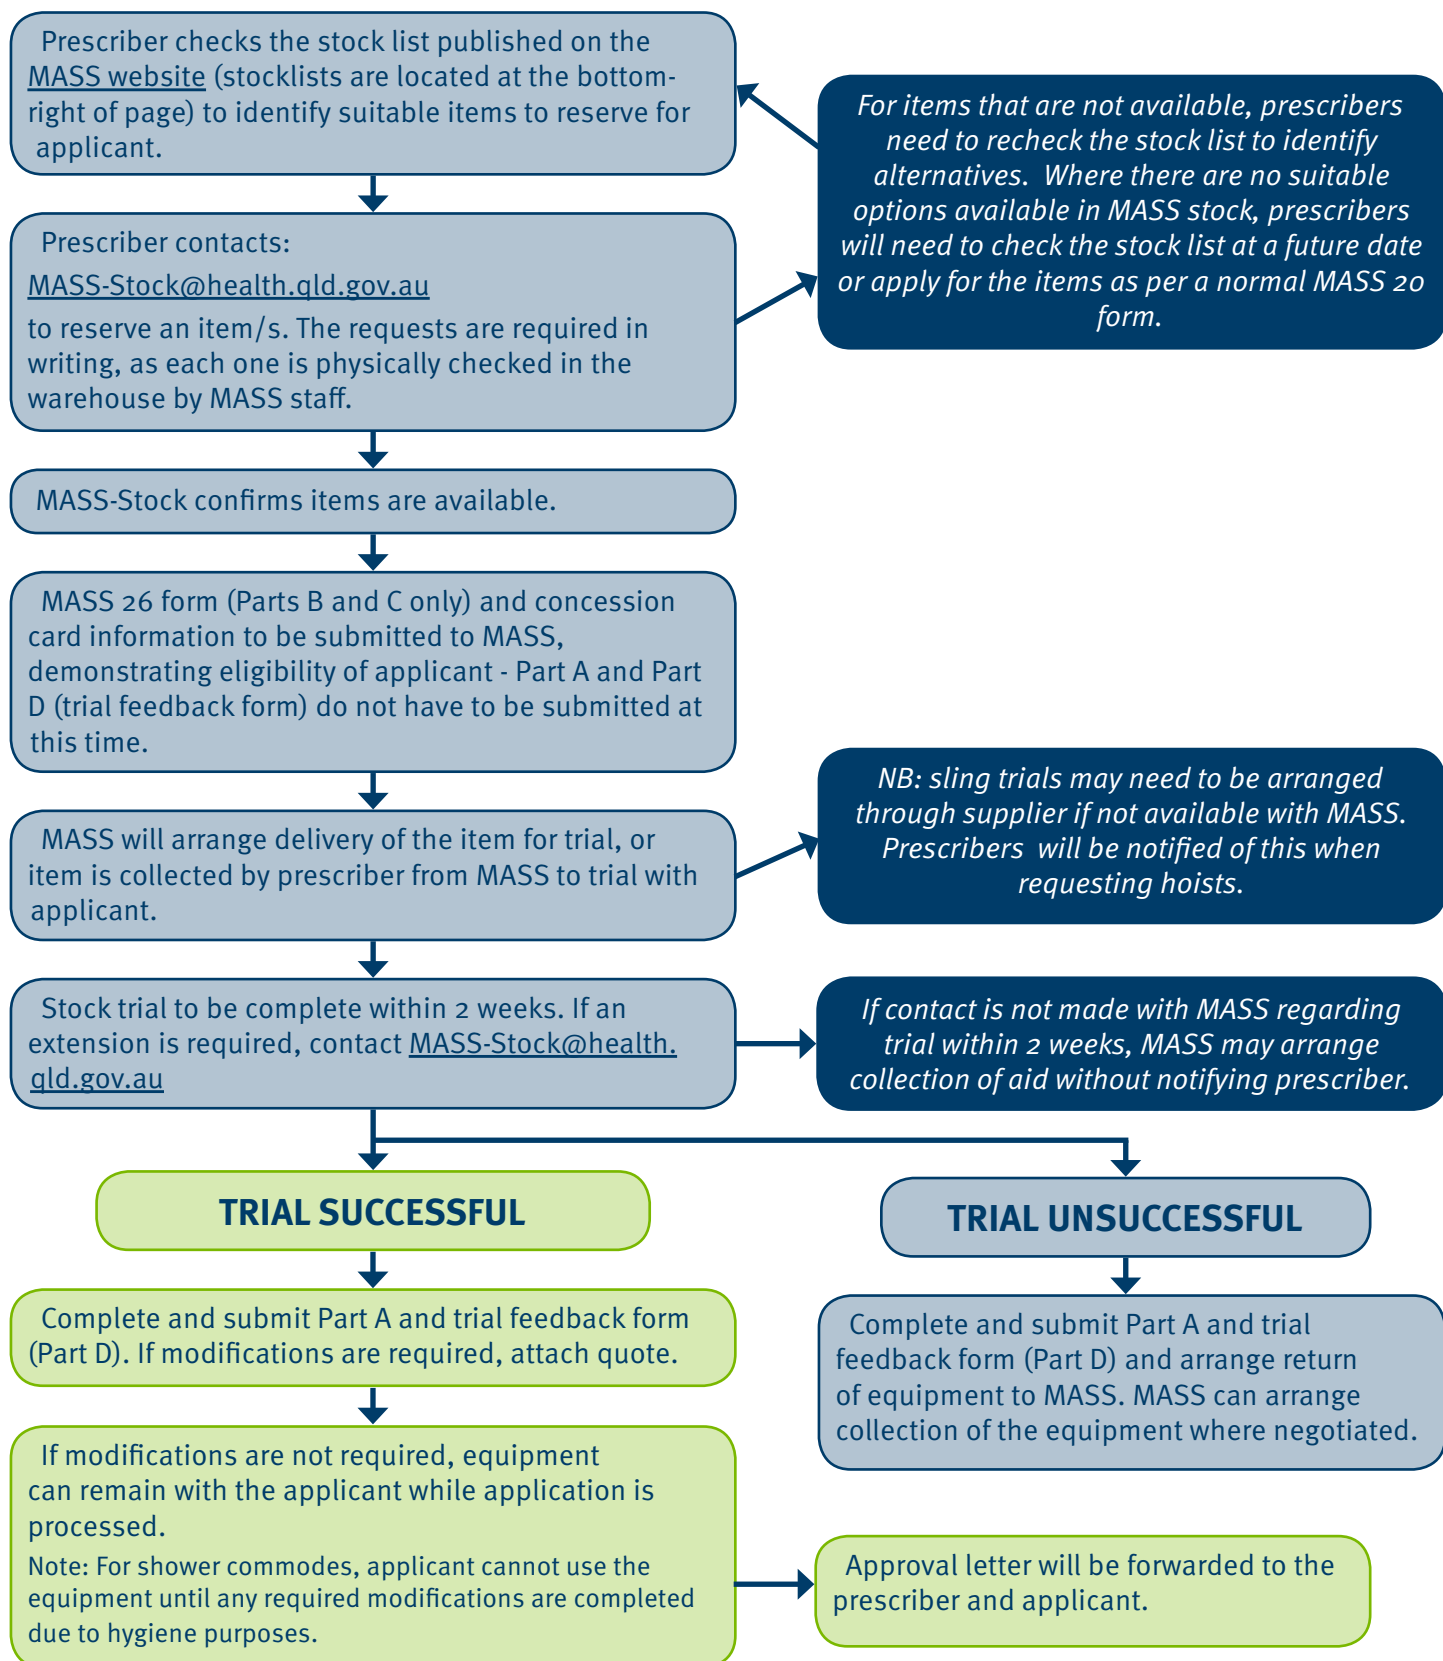 Prescriber checks the stock list published on the
MASS website (stocklists are located at the bottom-
right of page) to identify suitable items to reserve for
applicant.
For items that are not available, prescribers
need to recheck the stock list to identify
alternatives. Where there are no suitable
options available in MASS stock, prescribers
will need to check the stock list at a future date
or apply for the items as per a normal MASS 20
form.
Prescriber contacts:
MASS-Stock@health.qld.gov.au
to reserve an item/s. The requests are required in
writing, as each one is physically checked in the
warehouse by MASS staff.
MASS-Stock confirms items are available.
MASS 26 form (Parts B and C only) and concession
card information to be submitted to MASS,
demonstrating eligibility of applicant - Part A and Part
D (trial feedback form) do not have to be submitted at
this time.
MASS will arrange delivery of the item for trial, or
item is collected by prescriber from MASS to trial with
applicant.
NB: sling trials may need to be arranged
through supplier if not available with MASS.
Prescribers will be notified of this when
requesting hoists.
Stock trial to be complete within 2 weeks. If an
extension is required, contact MASS-Stock@health.
qld.gov.au
If contact is not made with MASS regarding
trial within 2 weeks, MASS may arrange
collection of aid without notifying prescriber.
TRIAL SUCCESSFUL
Complete and submit Part A and trial feedback form
(Part D). If modifications are required, attach quote.
If modifications are not required, equipment
can remain with the applicant while application is
processed.
Note: For shower commodes, applicant cannot use the
equipment until any required modifications are completed
due to hygiene purposes.
Approval letter will be forwarded to the
prescriber and applicant.
TRIAL UNSUCCESSFUL
Complete and submit Part A and trial
feedback form (Part D) and arrange return
of equipment to MASS. MASS can arrange
collection of the equipment where negotiated.